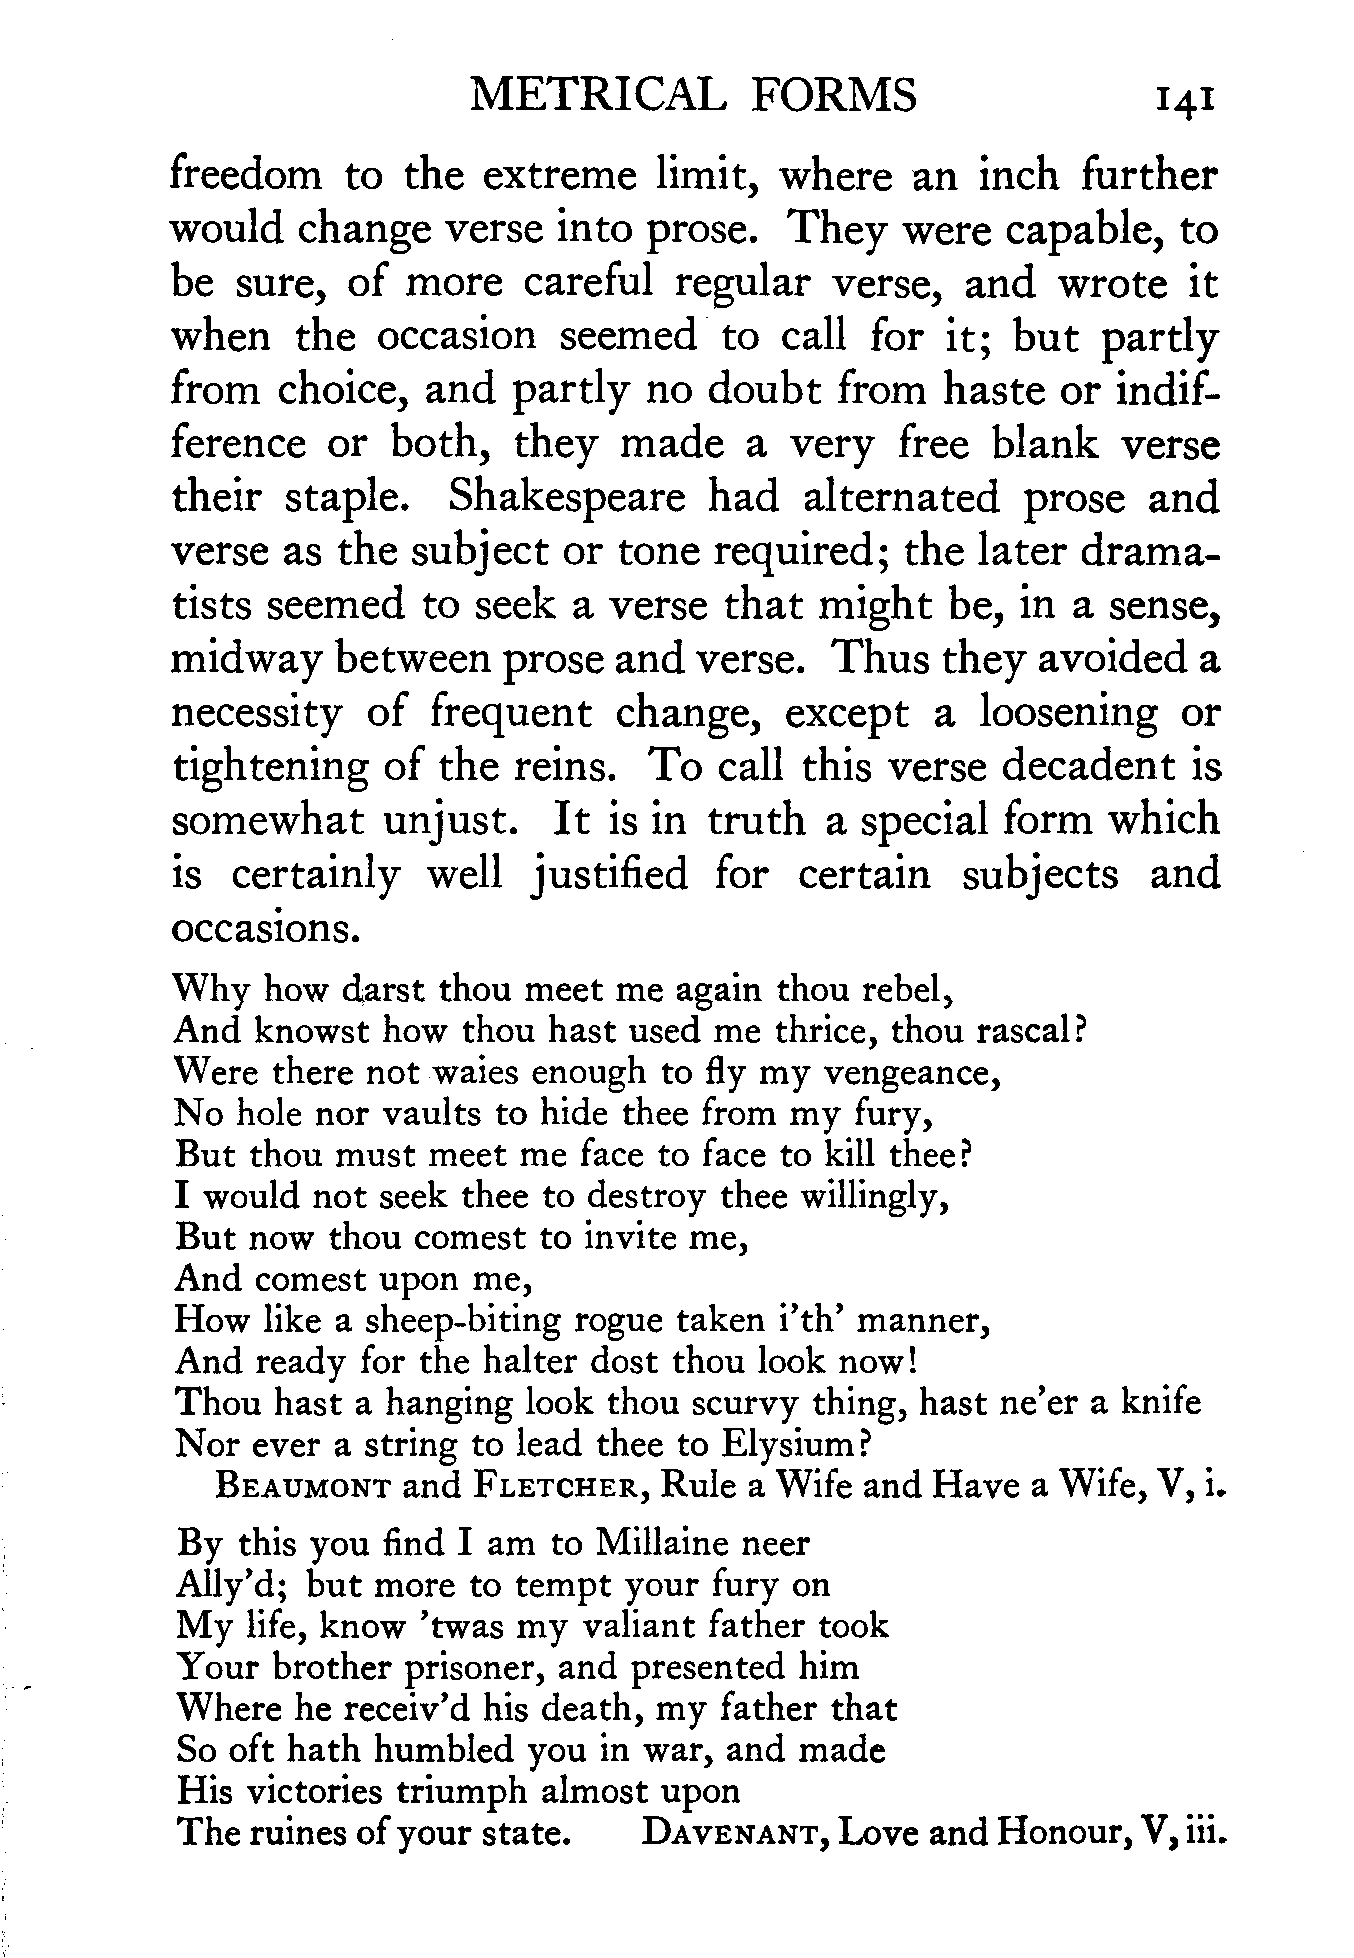 METRICAL FORMS 141
freedom to the extreme limit, where an inch further
would change verse into prose. They were capable, to
be sure, of more careful regular verse, and wrote it
when the occasion seemed to call for it; but partly
from choice, and partly no doubt from haste or indif-
ference or both, they made a very free blank verse
their staple. Shakespeare had alternated prose and
verse as the subject or tone required; the later drama-
tists seemed to seek a verse that might be, in a sense,
midway between prose and verse. Thus they avoided a
necessity of frequent change, except a loosening or
tightening of the reins. To call this verse decadent is
somewhat unjust. It is in truth a special form which
is certainly well justified for certain subjects and
occasions.
Why how darst thou meet me again thou rebel,
And knowst how thou hast used me thrice, thou rascal?
Were there not waies enough to fly my vengeance,
No hole nor vaults to hide thee from my fury,
But thou must meet me face to face to kill thee?
I would not seek thee to destroy thee willingly,
But now thou comest to invite me,
And comest upon me,
How like a sheep-biting rogue taken i'th' manner,
And ready for the halter dost thou look now!
Thou hast a hanging look thou scurvy thing, hast ne'er a knife
Nor ever a string to lead thee to Elysium?
BEAUMONT and FLETCHER, Rule a Wife and Have a Wife, V, i.
By this you find I am to Millaine neer
Ally'd; but more to tempt your fury on
My life, know 'twas my valiant father took
Your brother prisoner, and presented him
Where he receiv'd his death, my father that
So oft hath humbled you in war, and made
His victories triumph almost upon
The ruines of your state. DAVENANT, Love and Honour, V, iii.